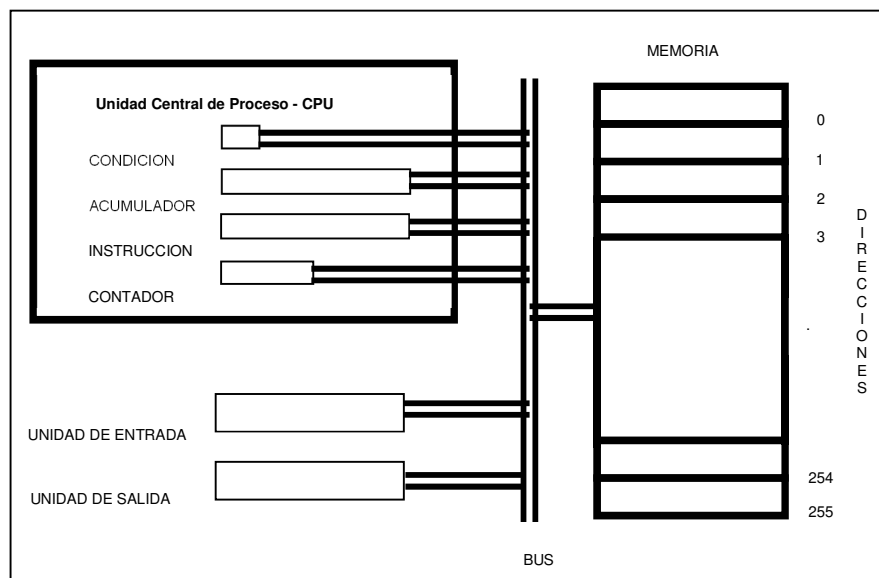 MEMORIA
Unidad Central de Proceso - CPU
CONDICION
ACUMULADOR
INSTRUCCION
CONTADOR
UNIDAD DE ENTRADA
UNIDAD DE SALIDA
BUS
0
1
2
3
.
254
255
DIRECCIONES